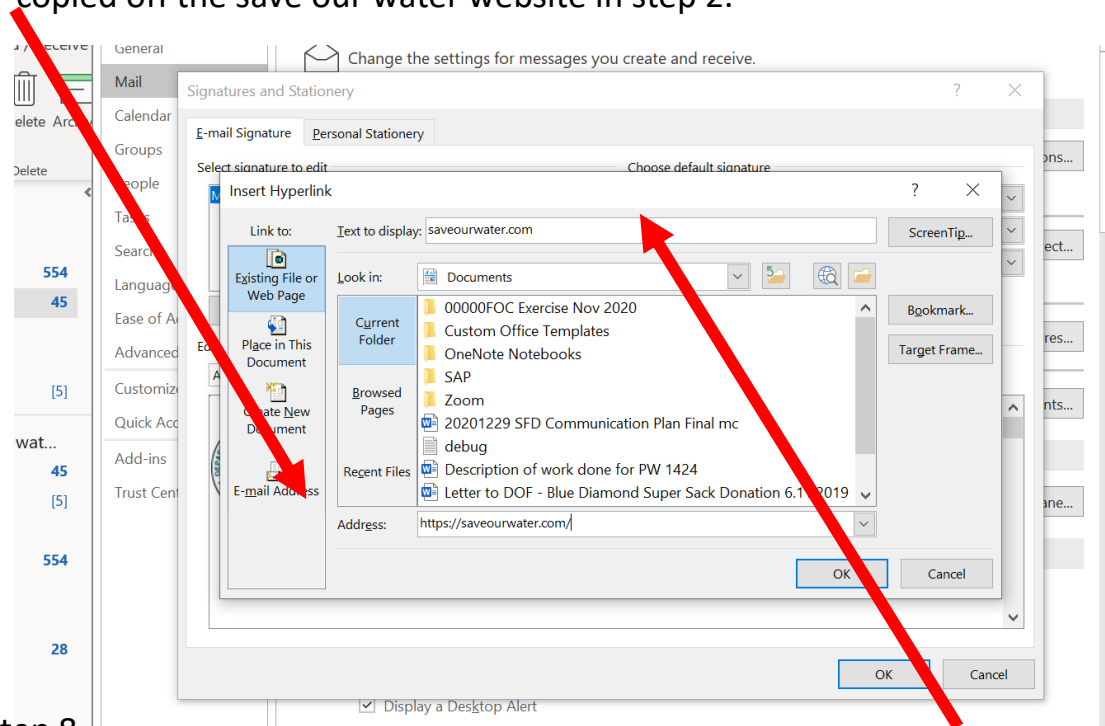 copied off the save our water website in step 2.
General
Change the settings for messages you create and receive.
Mail
Signatures and Stationery
?
Calendar
E-mail Signature Personal Stationery
Groups
Delete
Select signature to edit Choose default signature
ons...
Insert Hyperlink
?
Link to:
Text to display: saveourwater.com
ScreenTip...
Search
ect...
554
Existing File or
Web Page
Look in: Documents
Language
45
Current
Folder
00000FOC Exercise Nov 2020
Bookmark...
Ease of A
Custom Office Templates
Place in This
Document
OneNote Notebooks
Target Frame...
res...
Advanced
SAP
[5]
Customiz
Browsed
Pages
Zoom
nts...
Create New
Document
20201229 SFD Communication Plan Final mc
Quick Acc
debug
wat...
Add-ins
45
Recent Files
Description of work done for PW 1424
E-mail Address
Letter to DOF - Blue Diamond Super Sack Donation
2019
[5]
Trust Cent
ane...
Address: https://saveourwater.com/
554
OK Cancel
28
OK Cancel
Display a Desktop Alert